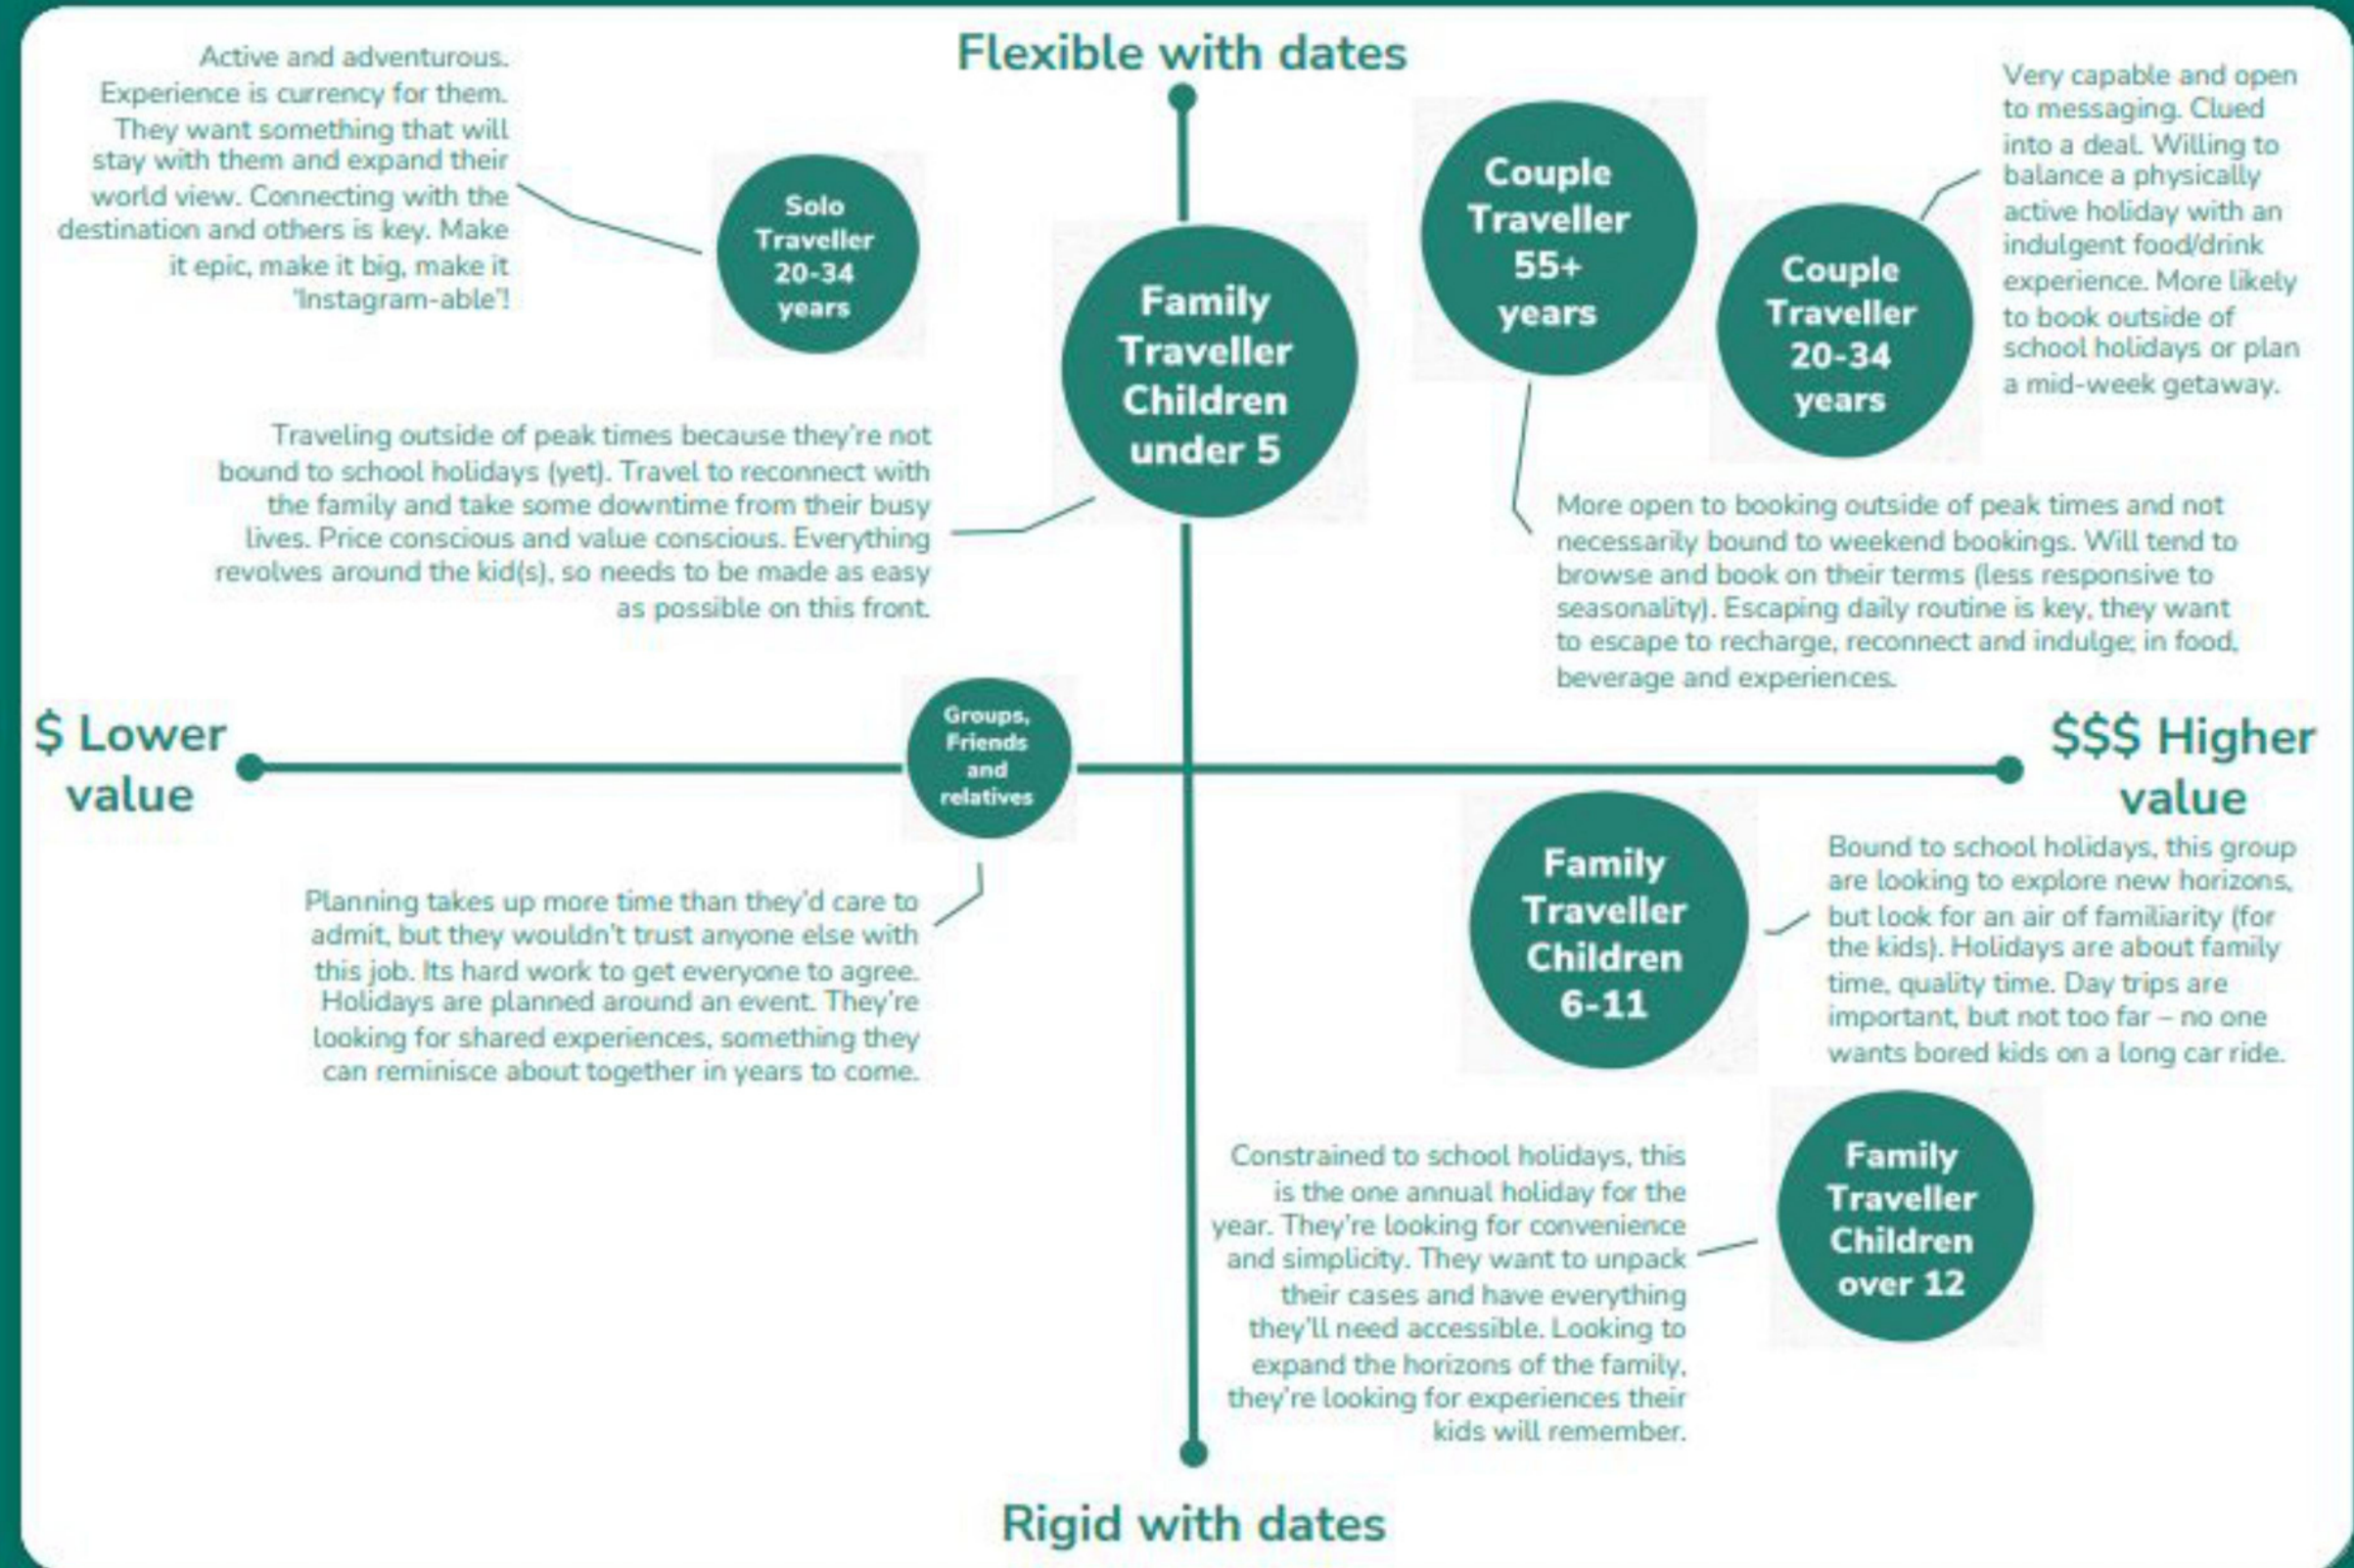 Flexible with dates
Active and adventurous.
Experience is currency for them.
They want something that will
stay with them and expand their
world view. Connecting with the
destination and others is key. Make
it epic, make it big, make it
'Instagram-able'!
Solo
Traveller
20-34
years
Family
Traveller
Children
under 5
Couple
Traveller
55+
years
Couple
Traveller
20-34
years
Very capable and open
to messaging. Clued
into a deal. Willing to
balance a physically
active holiday with an
indulgent food/drink
experience. More likely
to book outside of
school holidays or plan
a mid-week getaway.
Traveling outside of peak times because they're not
bound to school holidays (yet). Travel to reconnect with
the family and take some downtime from their busy
lives. Price conscious and value conscious. Everything
revolves around the kid(s), so needs to be made as easy
as possible on this front.
More open to booking outside of peak times and not
necessarily bound to weekend bookings. Will tend to
browse and book on their terms (less responsive to
seasonality). Escaping daily routine is key, they want
to escape to recharge, reconnect and indulge; in food,
beverage and experiences.
$ Lower
value
Groups,
Friends
and
relatives
$$$ Higher
value
Planning takes up more time than they'd care to
admit, but they wouldn't trust anyone else with
this job. Its hard work to get everyone to agree.
Holidays are planned around an event. They're
looking for shared experiences, something they
can reminisce about together in years to come.
Family
Traveller
Children
6-11
Bound to school holidays, this group
are looking to explore new horizons,
but look for an air of familiarity (for
the kids). Holidays are about family
time, quality time. Day trips are
important, but not too far – no one
wants bored kids on a long car ride.
Constrained to school holidays, this
is the one annual holiday for the
year. They're looking for convenience
and simplicity. They want to unpack
their cases and have everything
they'll need accessible. Looking to
expand the horizons of the family,
they're looking for experiences their
kids will remember.
Family
Traveller
Children
over 12
Rigid with dates